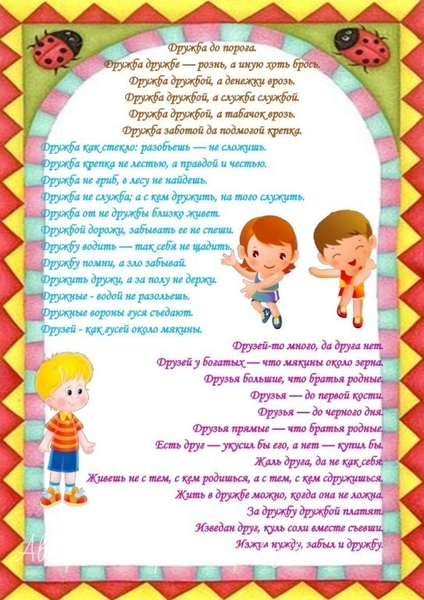 Дружба до порога.
Дружба дружбе — рознь, а иную хоть брось.
Дружба дружбой, а денежки врозь.
Дружба дружбой, а служба службой.
Дружба дружбой, а табачок врозь.
Дружба заботой да подмогой крепка.
Дружба как стекло: разобьешь — не сложишь.
Дружба крепка не лестью, а правдой и честью.
Дружба не гриб, в лесу не найдешь.
Дружба не служба; а с кем дружить, на того служить.
Дружба от не дружбы близко живет.
Дружбой дорожи, забывать ее не спеши.
Дружбу водить — так себя не щадить.
Дружбу помни, а зло забывай.
Дружить дружи, а за полу не держи.
Дружные - водой не разольешь.
Дружные вороны гуся съедают.
Друзей - как гусей около мякины.
Друзей-то много, да друга нет.
Друзей у богатых — что мякины около зерна.
Друзья большие, что братья родные.
Друзья — до первой кости.
Друзья — до черного дня.
Друзья прямые — что братья родные.
Есть друг — укусил бы его, а нет — купил бы.
Жаль друга, да не как себя.
Живешь не с тем, с кем родишься, а с тем, с кем сдружишься.
Жить в дружбе можно, когда она не ложна.
За дружбу дружбой платят.
Изведан друг, куль соли вместе съевши.
Изжив нужду, забыл и дружбу.